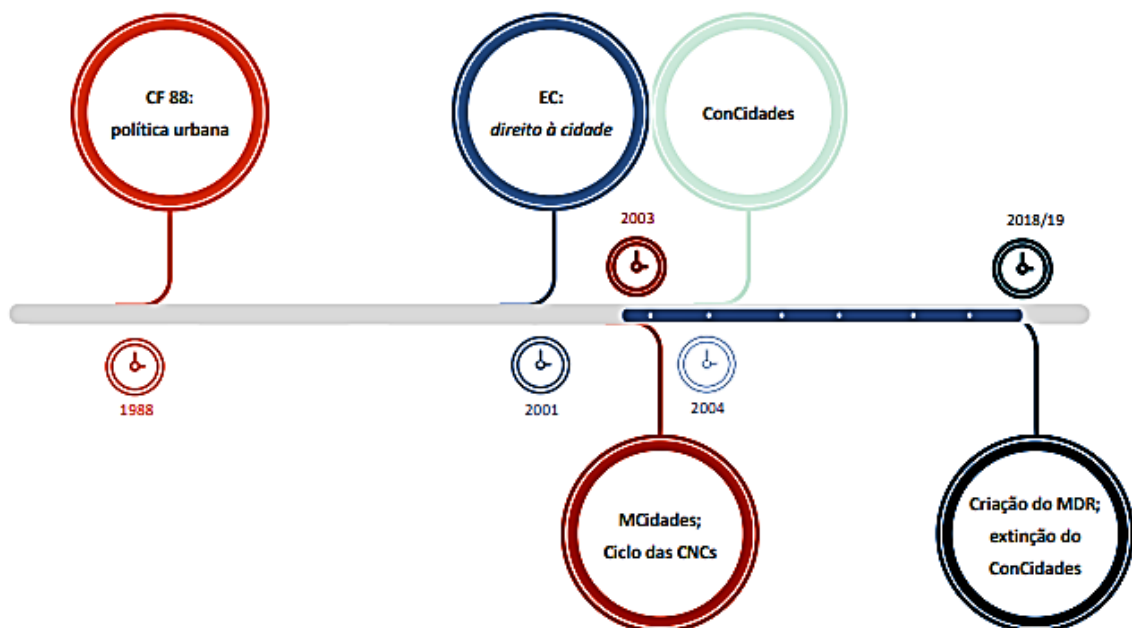 CF 88:
política urbana
EC:
direito à cidade
ConCidades
2003
2018/19
1988
2001
2004
MCidades;
Ciclo das CNCs
Criação do MDR;
extinção do
ConCidades